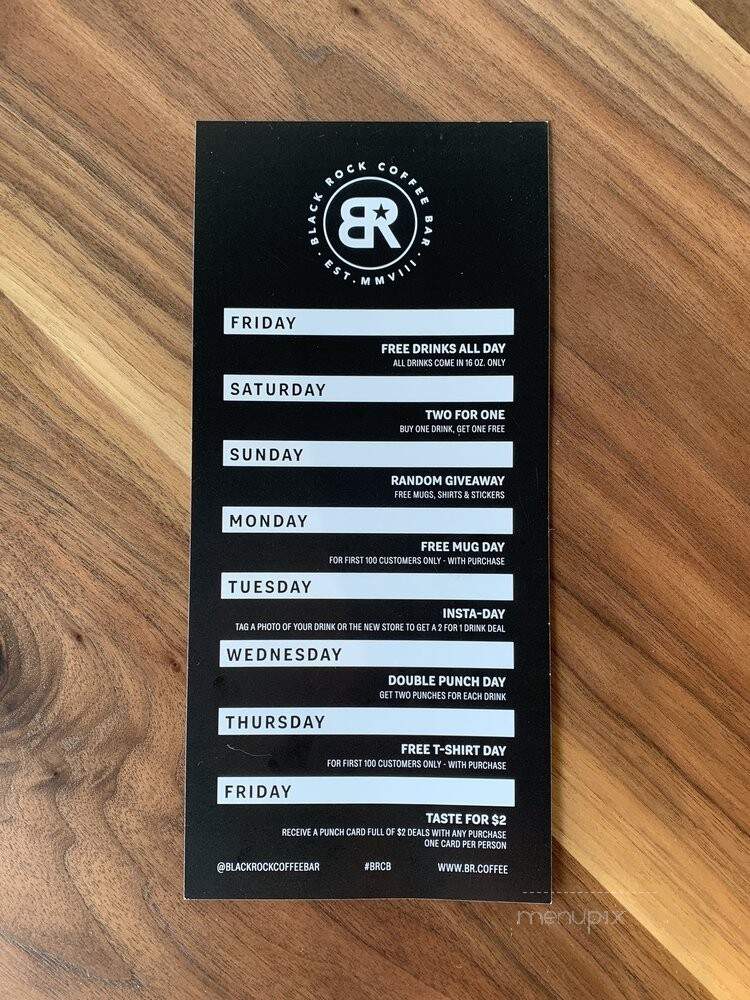 BLACK ROCK COFFEE BAR
· EST. MMVIII ·
BR
FRIDAY
FREE DRINKS ALL DAY
ALL DRINKS COME IN 16 OZ. ONLY
SATURDAY
TWO FOR ONE
BUY ONE DRINK, GET ONE FREE
SUNDAY
RANDOM GIVEAWAY
FREE MUGS, SHIRTS & STICKERS
MONDAY
FREE MUG DAY
FOR FIRST 100 CUSTOMERS ONLY - WITH PURCHASE
TUESDAY
INSTA-DAY
TAG A PHOTO OF YOUR DRINK OR THE NEW STORE TO GET A 2 FOR 1 DRINK DEAL
WEDNESDAY
DOUBLE PUNCH DAY
GET TWO PUNCHES FOR EACH DRINK
THURSDAY
FREE T-SHIRT DAY
FOR FIRST 100 CUSTOMERS ONLY - WITH PURCHASE
FRIDAY
TASTE FOR $2
RECEIVE A PUNCH CARD FULL OF $2 DEALS WITH ANY PURCHASE
ONE CARD PER PERSON
@BLACKROCKCOFFEEBAR #BRCB WWW.BR.COFFEE
menupix